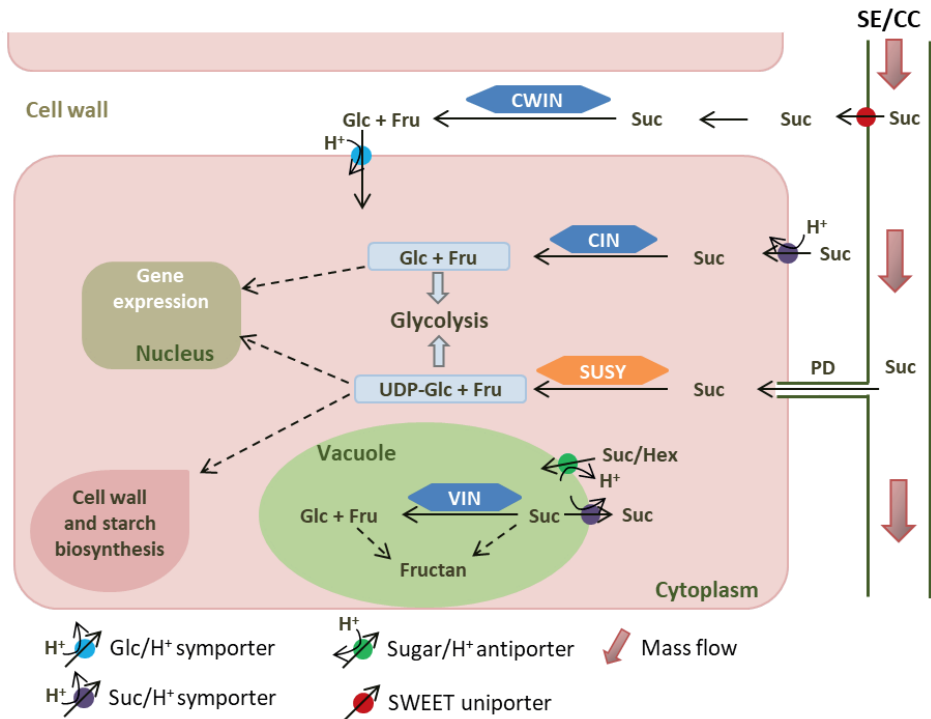 SE/CC
Cell wall
CWIN
Glc + Fru
Suc
Suc
Suc
H⁺
H⁺
CIN
Glc + Fru
Suc
Suc
Gene
expression
Nucleus
Glycolysis
SUSY
PD
Suc
UDP-Glc + Fru
Suc
Vacuole
Suc/Hex
H⁺
VIN
Glc + Fru
Suc
Suc
Fructan
Cell wall
and starch
biosynthesis
Cytoplasm
H⁺
Glc/H⁺ symporter
H⁺
Sugar/H⁺ antiporter
Mass flow
H⁺
Suc/H⁺ symporter
SWEET uniporter